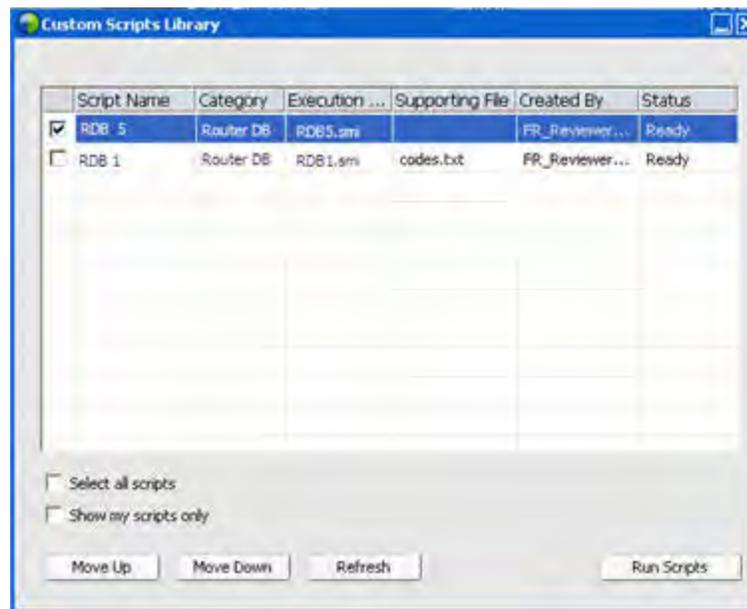 Custom Scripts Library
Script Name Category Execution ... Supporting File Created By Status
RDB 5 Router DB RDB5.smi FR_Reviewer... Ready
RDB 1 Router DB RDB1.smi codes.txt FR_Reviewer... Ready
Select all scripts
Show my scripts only
Move Up Move Down Refresh Run Scripts